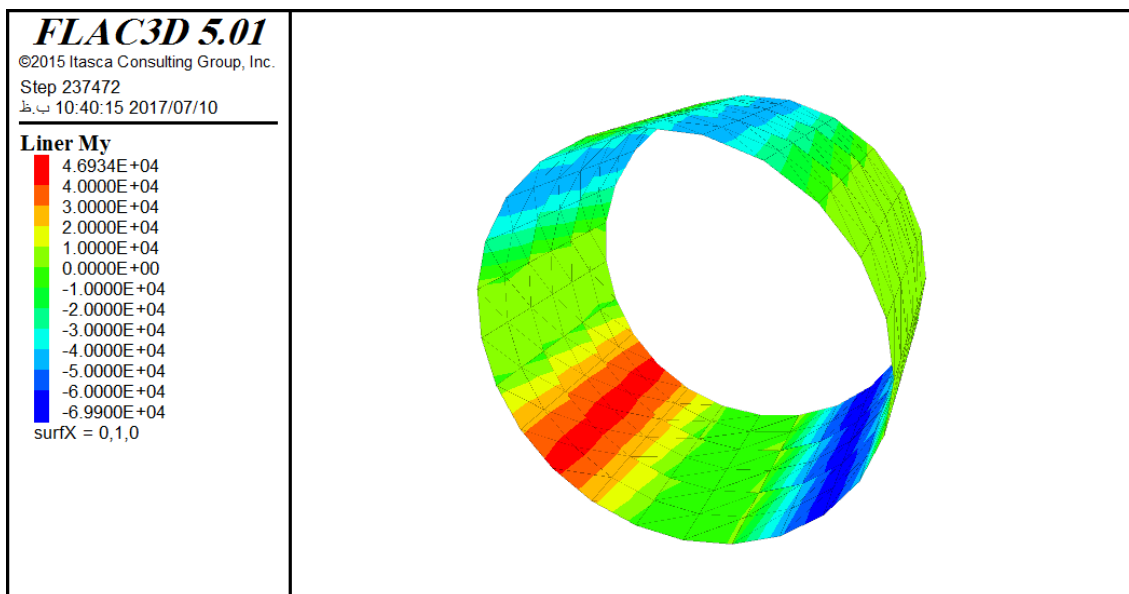 FLAC3D 5.01
©2015 Itasca Consulting Group, Inc.
Step 237472
ب.ظ 10:40:15 2017/07/10
Liner My
4.6934E+04
4.0000E+04
3.0000E+04
2.0000E+04
1.0000E+04
0.0000E+00
-1.0000E+04
-2.0000E+04
-3.0000E+04
-4.0000E+04
-5.0000E+04
-6.0000E+04
-6.9900E+04
surfX = 0,1,0